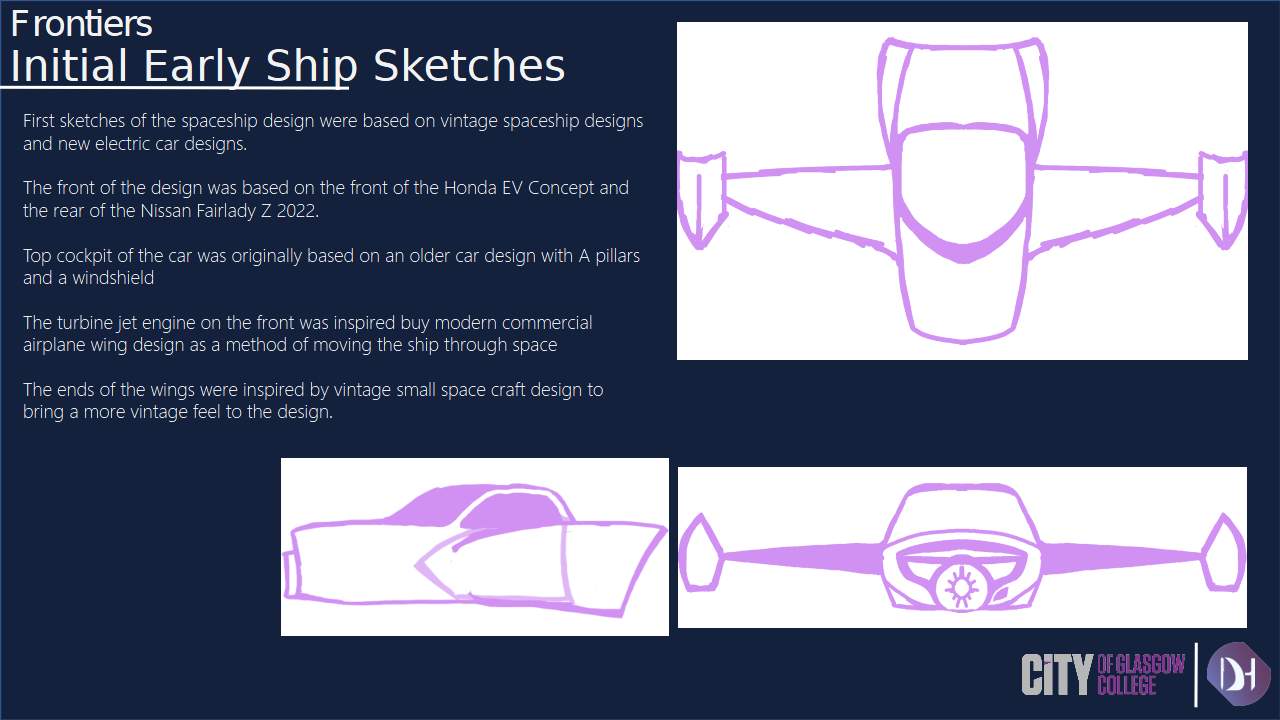 Frontiers
Initial Early Ship Sketches
First sketches of the spaceship design were based on vintage spaceship designs
and new electric car designs.
The front of the design was based on the front of the Honda EV Concept and
the rear of the Nissan Fairlady Z 2022.
Top cockpit of the car was originally based on an older car design with A pillars
and a windshield
The turbine jet engine on the front was inspired buy modern commercial
airplane wing design as a method of moving the ship through space
The ends of the wings were inspired by vintage small space craft design to
bring a more vintage feel to the design.
CiTY OF GLASGOW
COLLEGE
DH